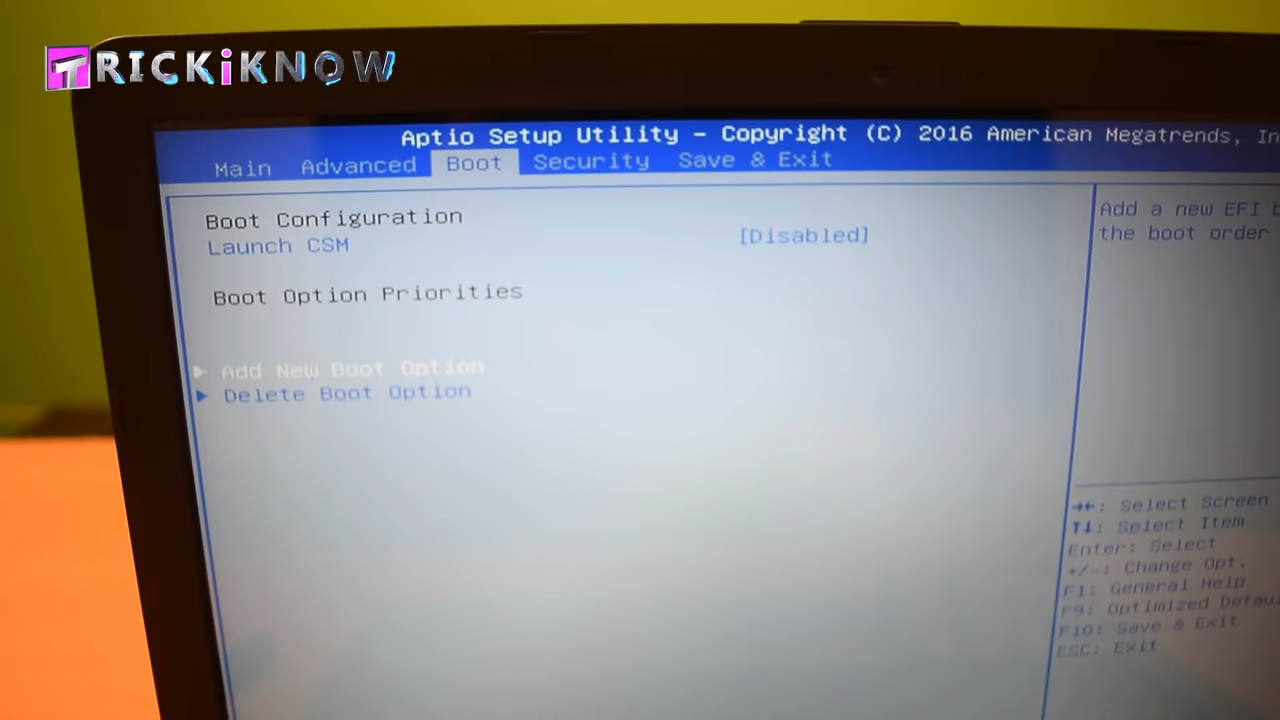 TRICKiKNOW
Aptio Setup Utility - Copyright (C) 2016 American Megatrends,
Main Advanced Boot Security Save & Exit
Boot Configuration
Launch CSM [Disabled]
Boot Option Priorities
Add New Boot Option
Delete Boot Option
Add a new EFI
the boot order
→←: Select Screen
↑↓: Select Item
Enter: Select
+/-: Change Opt.
F1: General Help
F9: Optimized
F10: Save & Exit
ESC: Exit